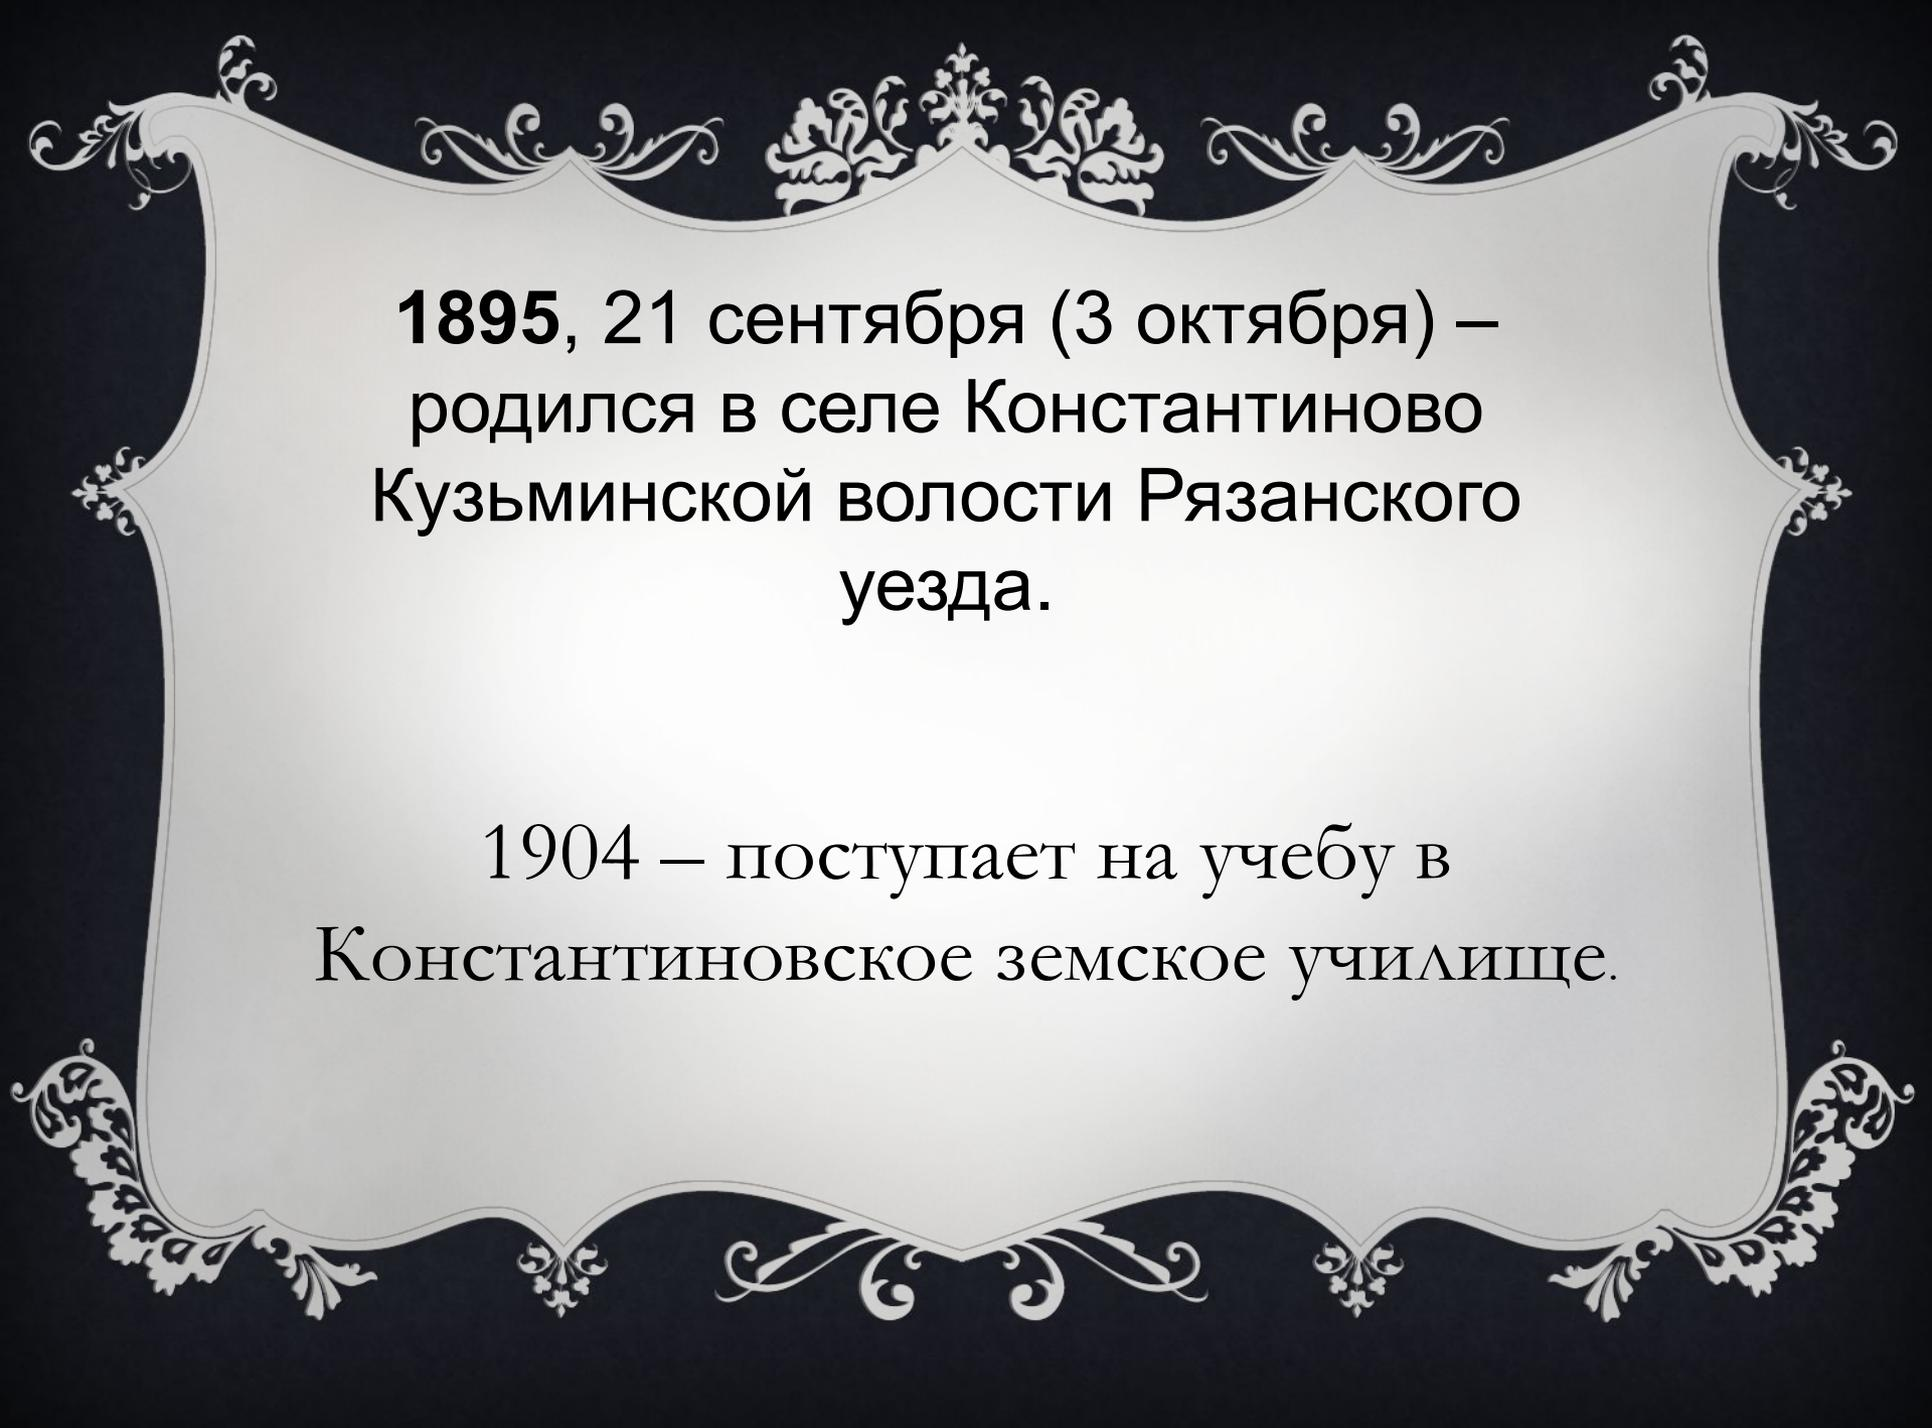 1895, 21 сентября (3 октября) –
родился в селе Константиново
Кузьминской волости Рязанского
уезда.
1904 – поступает на учебу в
Константиновское земское училище.